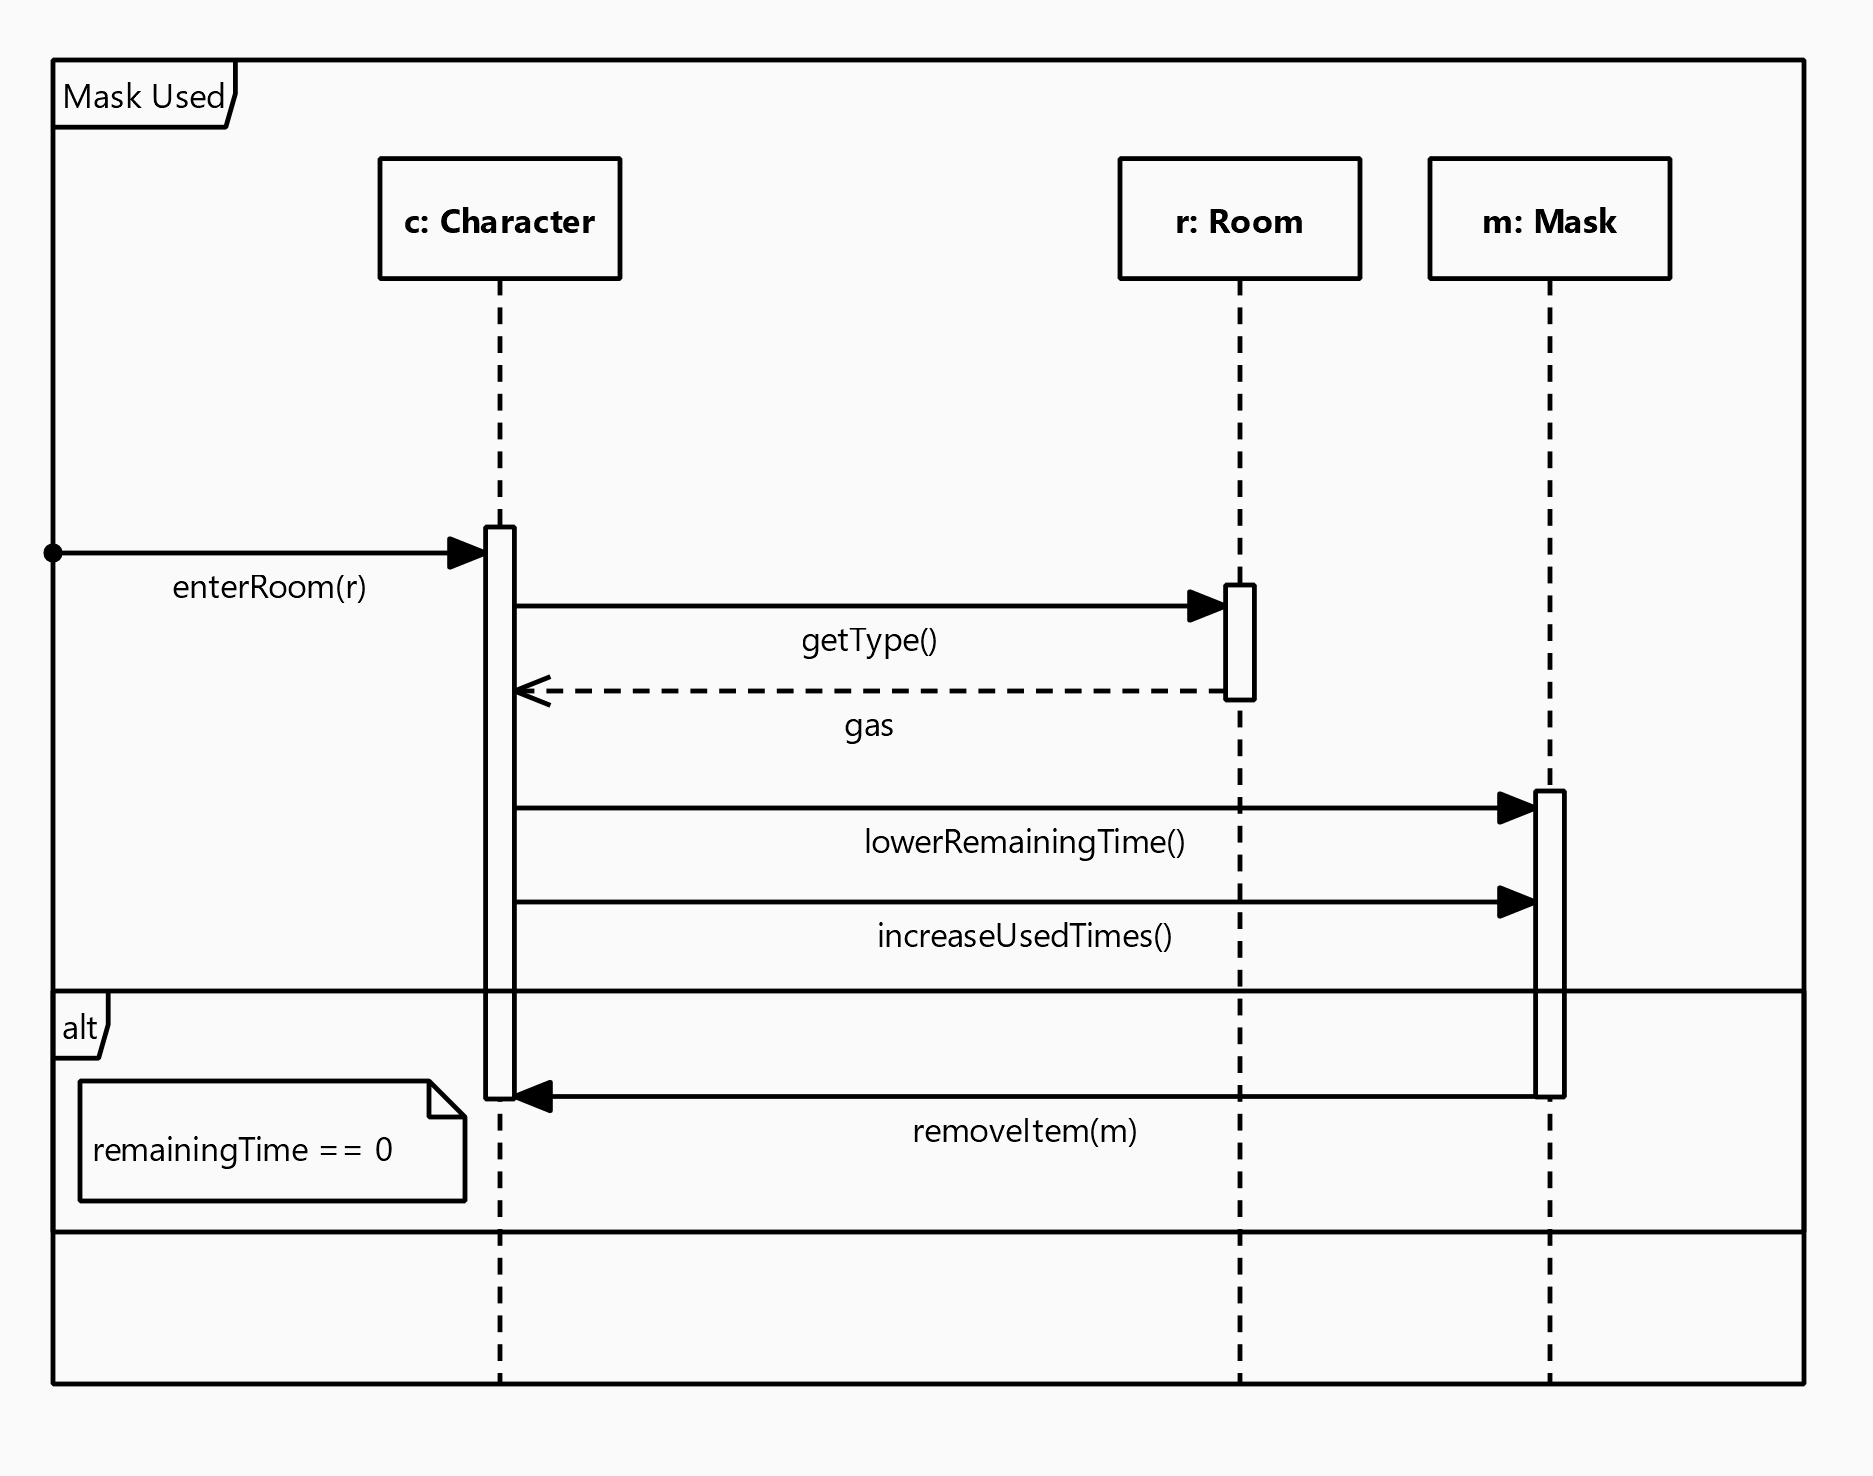 Mask Used
c: Character
r: Room
m: Mask
enterRoom(r)
getType()
gas
lowerRemainingTime()
increaseUsedTimes()
alt
removeItem(m)
remainingTime == 0